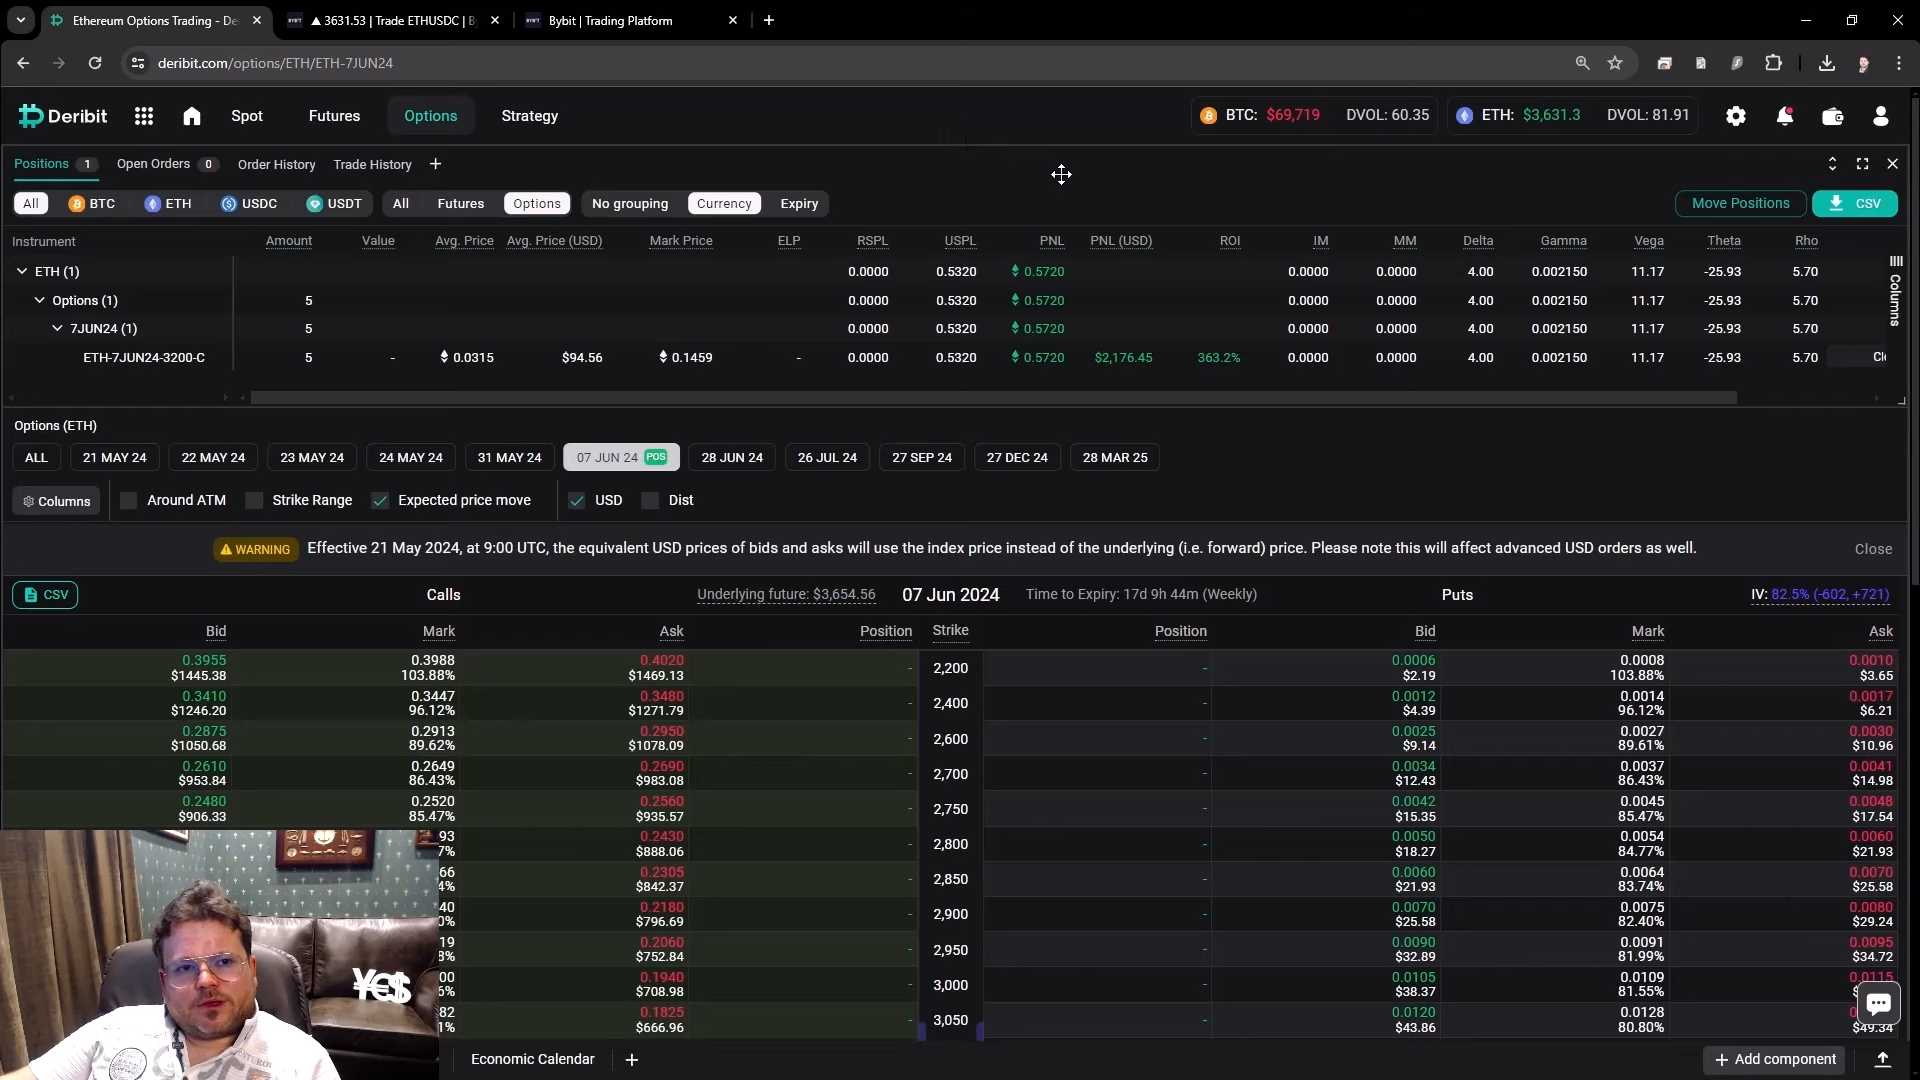 Ethereum Options Trading - De
▲ 3631.53 | Trade ETHUSDC | B
Bybit | Trading Platform
deribit.com/options/ETH/ETH-7JUN24
Deribit Spot Futures Options Strategy BTC: $69,719 DVOL: 60.35 ETH: $3,631.3 DVOL: 81.91
Positions 1 Open Orders 0 Order History Trade History +
All BTC ETH USDC USDT All Futures Options No grouping Currency Expiry Move Positions CSV
Instrument Amount Value Avg. Price Avg. Price (USD) Mark Price ELP RSPL USPL PNL PNL (USD) ROI IM MM Delta Gamma Vega Theta Rho
ETH (1) 0.0000 0.5320 0.5720 0.0000 0.0000 4.00 0.002150 11.17 -25.93 5.70
Options (1) 5 0.0000 0.5320 0.5720 0.0000 0.0000 4.00 0.002150 11.17 -25.93 5.70
7JUN24 (1) 5 0.0000 0.5320 0.5720 0.0000 0.0000 4.00 0.002150 11.17 -25.93 5.70
ETH-7JUN24-3200-C 5 - 0.0315 $94.56 0.1459 - 0.0000 0.5320 0.5720 $2,176.45 363.2% 0.0000 0.0000 4.00 0.002150 11.17 -25.93 5.70 Cl
Columns
Options (ETH)
ALL 21 MAY 24 22 MAY 24 23 MAY 24 24 MAY 24 31 MAY 24 07 JUN 24 POS 28 JUN 24 26 JUL 24 27 SEP 24 27 DEC 24 28 MAR 25
Columns Around ATM Strike Range Expected price move USD Dist
WARNING Effective 21 May 2024, at 9:00 UTC, the equivalent USD prices of bids and asks will use the index price instead of the underlying (i.e. forward) price. Please note this will affect advanced USD orders as well. Close
CSV Calls Underlying future: $3,654.56 07 Jun 2024 Time to Expiry: 17d 9h 44m (Weekly) Puts IV: 82.5% (-602, +721)
Bid Mark Ask Position Strike Position Bid Mark Ask
0.3955 0.3988 0.4020 - 2,200 - 0.0006 0.0008 0.0010
$1445.38 103.88% $1469.13 $2.19 103.88% $3.65
0.3410 0.3447 0.3480 - 2,400 - 0.0012 0.0014 0.0017
$1246.20 96.12% $1271.79 $4.39 96.12% $6.21
0.2875 0.2913 0.2950 - 2,600 - 0.0025 0.0027 0.0030
$1050.68 89.62% $1078.09 $9.14 89.61% $10.96
0.2610 0.2649 0.2690 - 2,700 - 0.0034 0.0037 0.0041
$953.84 86.43% $983.08 $12.43 86.43% $14.98
0.2480 0.2520 0.2560 - 2,750 - 0.0042 0.0045 0.0048
$906.33 85.47% $935.57 $15.35 85.47% $17.54
93 0.2430 - 2,800 - 0.0050 0.0054 0.0060
7% $888.06 $18.27 84.77% $21.93
66 0.2305 - 2,850 - 0.0060 0.0064 0.0070
4% $842.37 $21.93 83.74% $25.58
40 0.2180 - 2,900 - 0.0070 0.0075 0.0080
0% $796.69 $25.58 82.40% $29.24
19 0.2060 - 2,950 - 0.0090 0.0091 0.0095
8% $752.84 $32.89 81.99% $34.72
00 0.1940 - 3,000 - 0.0105 0.0109 0.0115
6% $708.98 $38.37 81.55%
82 0.1825 - 3,050 - 0.0120 0.0128
1% $666.96 $43.86 80.80% $49.34
¥€$
Economic Calendar + + Add component